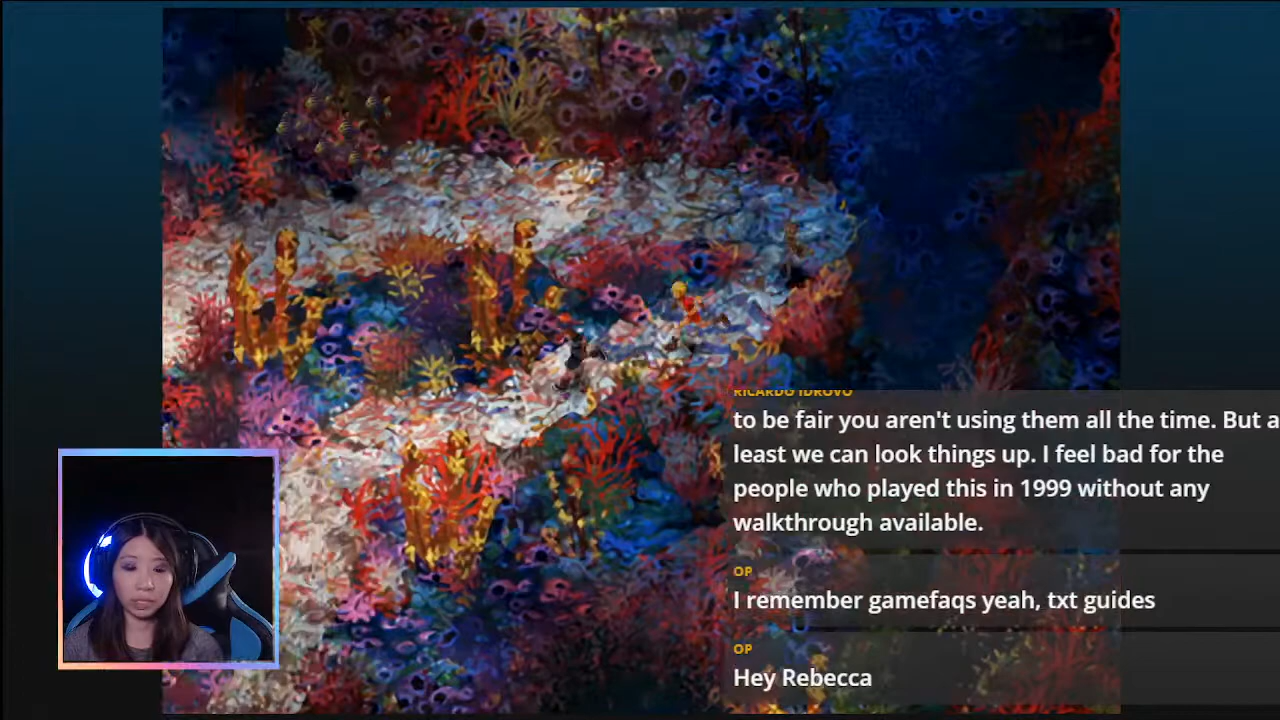 RICARDO IDROVO
to be fair you aren't using them all the time. But a
least we can look things up. I feel bad for the
people who played this in 1999 without any
walkthrough available.
OP
I remember gamefaqs yeah, txt guides
OP
Hey Rebecca